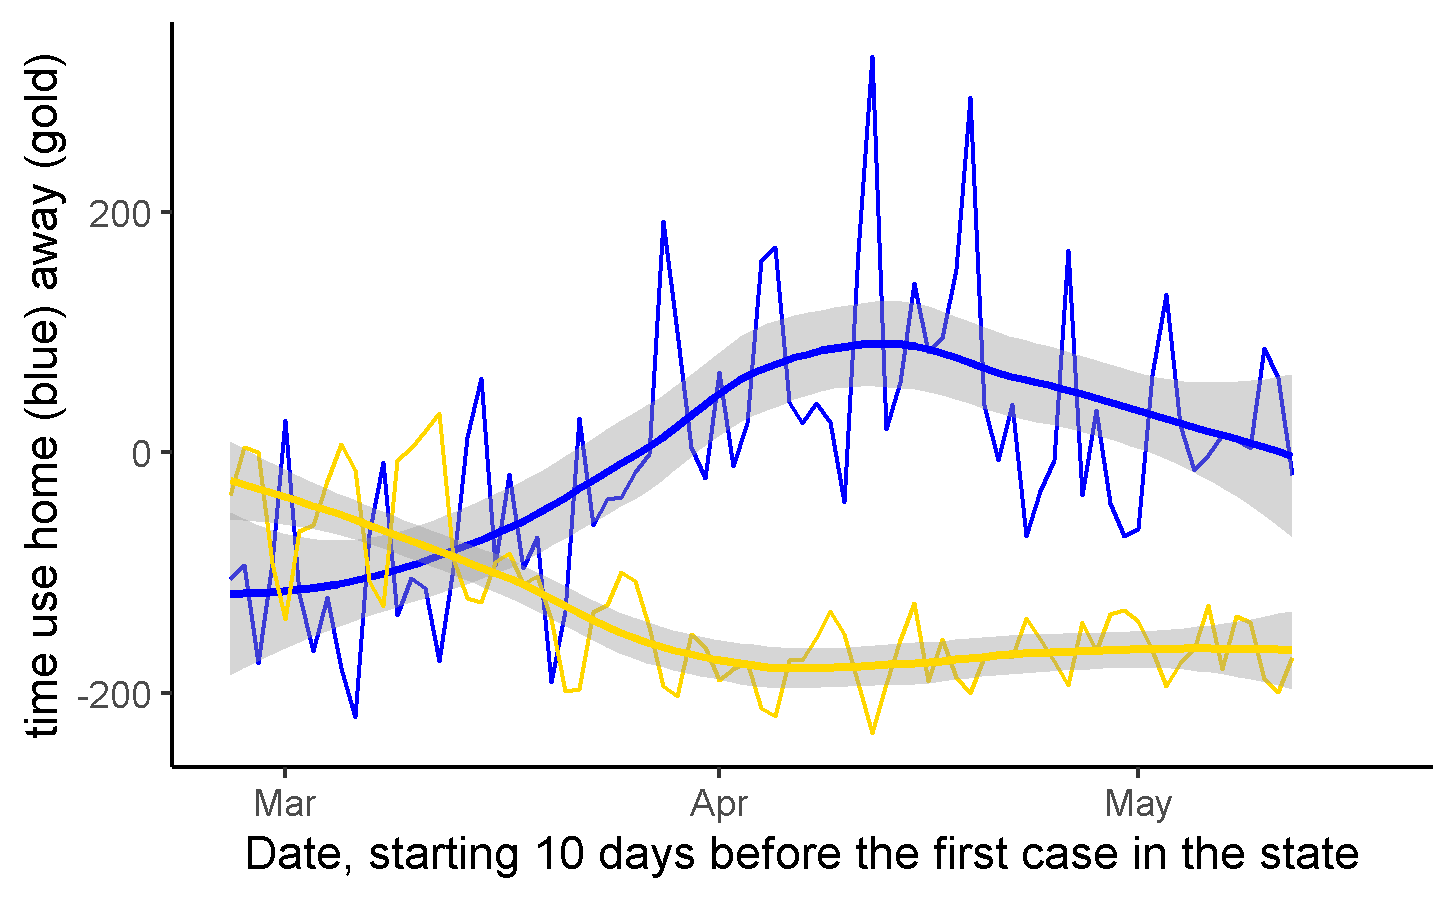 time use home (blue) away (gold)
200
0
-200
Mar
Apr
May
Date, starting 10 days before the first case in the state